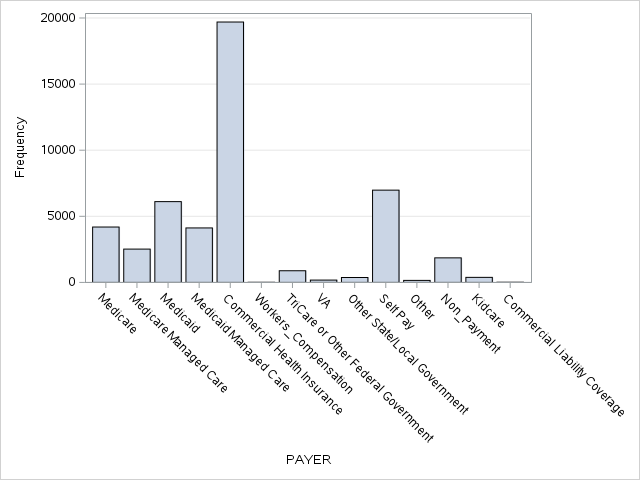 20000
15000
10000
5000
0
Frequency
Medicare
Medicare Managed Care
Medicaid
Medicaid Managed Care
Commercial Health Insurance
Workers_Compensation
TriCare or Other Federal Government
VA
Other State/Local Government
Self Pay
Other
Non_Payment
Kidcare
Commercial Liability Coverage
PAYER